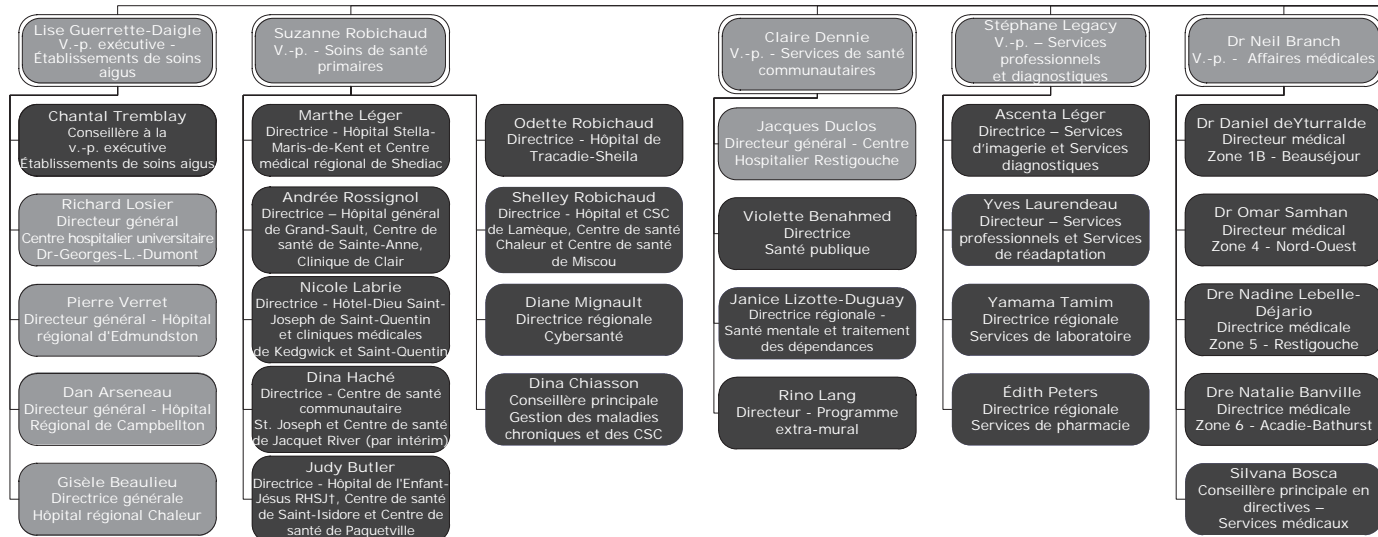 Lise Guerrette-Daigle
V.-p. exécutive -
Établissements de soins
aigus
Chantal Tremblay
Conseillère à la
v.-p. exécutive
Établissements de soins aigus
Richard Losier
Directeur général
Centre hospitalier universitaire
Dr-Georges-L.-Dumont
Pierre Verret
Directeur général - Hôpital
régional d'Edmundston
Dan Arseneau
Directeur général - Hôpital
Régional de Campbellton
Gisèle Beaulieu
Directrice générale
Hôpital régional Chaleur
Suzanne Robichaud
V.-p. - Soins de santé
primaires
Marthe Léger
Directrice - Hôpital Stella-
Maris-de-Kent et Centre
médical régional de Shediac
Andrée Rossignol
Directrice – Hôpital général
de Grand-Sault, Centre de
santé de Sainte-Anne,
Clinique de Clair
Nicole Labrie
Directrice - Hôtel-Dieu Saint-
Joseph de Saint-Quentin
et cliniques médicales
de Kedgwick et Saint-Quentin
Dina Haché
Directrice - Centre de santé
communautaire
St. Joseph et Centre de santé
de Jacquet River (par intérim)
Judy Butler
Directrice - Hôpital de l'Enfant-
Jésus RHSJ†, Centre de santé
de Saint-Isidore et Centre de
santé de Paquetville
Odette Robichaud
Directrice - Hôpital de
Tracadie-Sheila
Shelley Robichaud
Directrice - Hôpital et CSC
de Lamèque, Centre de santé
Chaleur et Centre de santé
de Miscou
Diane Mignault
Directrice régionale
Cybersanté
Dina Chiasson
Conseillère principale
Gestion des maladies
chroniques et des CSC
Claire Dennie
V.-p. - Services de santé
communautaires
Jacques Duclos
Directeur général - Centre
Hospitalier Restigouche
Violette Benahmed
Directrice
Santé publique
Janice Lizotte-Duguay
Directrice régionale -
Santé mentale et traitement
des dépendances
Rino Lang
Directeur - Programme
extra-mural
Stéphane Legacy
V.-p. – Services
professionnels
et diagnostiques
Ascenta Léger
Directrice – Services
d'imagerie et Services
diagnostiques
Yves Laurendeau
Directeur – Services
professionnels et Services
de réadaptation
Yamama Tamim
Directrice régionale
Services de laboratoire
Édith Peters
Directrice régionale
Services de pharmacie
Dr Neil Branch
V.-p. - Affaires médicales
Dr Daniel deYturralde
Directeur médical
Zone 1B - Beauséjour
Dr Omar Samhan
Directeur médical
Zone 4 - Nord-Ouest
Dre Nadine Lebelle-
Déjario
Directrice médicale
Zone 5 - Restigouche
Dre Natalie Banville
Directrice médicale
Zone 6 - Acadie-Bathurst
Silvana Bosca
Conseillère principale en
directives –
Services médicaux